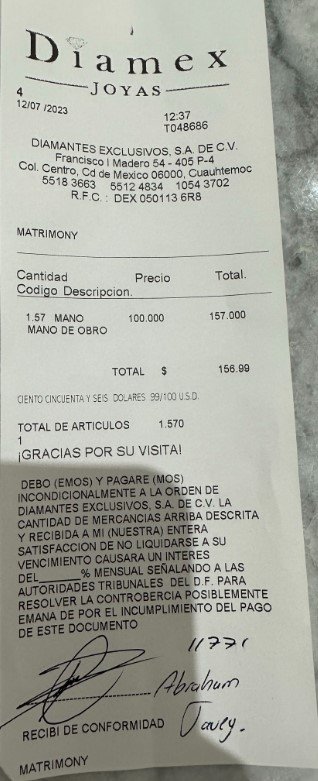 Diamex
JOYAS
4
12/07 /2023
12:37
T048686
DIAMANTES EXCLUSIVOS, S.A. DE C.V.
Francisco I Madero 54 - 405 P-4
Col. Centro, Cd de Mexico 06000, Cuauhtemoc
5518 3663 5512 4834 1054 3702
R.F.C. : DEX 050113 6R8
MATRIMONY
Cantidad Precio Total.
Codigo Descripcion.
1.57 MANO 100.000 157.000
MANO DE OBRO
TOTAL $ 156.99
CIENTO CINCUENTA Y SEIS DOLARES 99/100 U.S.D.
TOTAL DE ARTICULOS 1.570
1
¡GRACIAS POR SU VISITA!
DEBO (EMOS) Y PAGARE (MOS)
INCONDICIONALMENTE A LA ORDEN DE
DIAMANTES EXCLUSIVOS, S.A. DE C.V. LA
CANTIDAD DE MERCANCIAS ARRIBA DESCRITA
Y RECIBIDA A MI (NUESTRA) ENTERA
SATISFACCION DE NO LIQUIDARSE A SU
VENCIMIENTO CAUSARA UN INTERES
DEL______% MENSUAL SEÑALANDO A LAS
AUTORIDADES TRIBUNALES DEL D.F. PARA
RESOLVER LA CONTROBERCIA POSIBLEMENTE
EMANA DE POR EL INCUMPLIMIENTO DEL PAGO
DE ESTE DOCUMENTO
11771
Abraham
RECIBI DE CONFORMIDAD
MATRIMONY